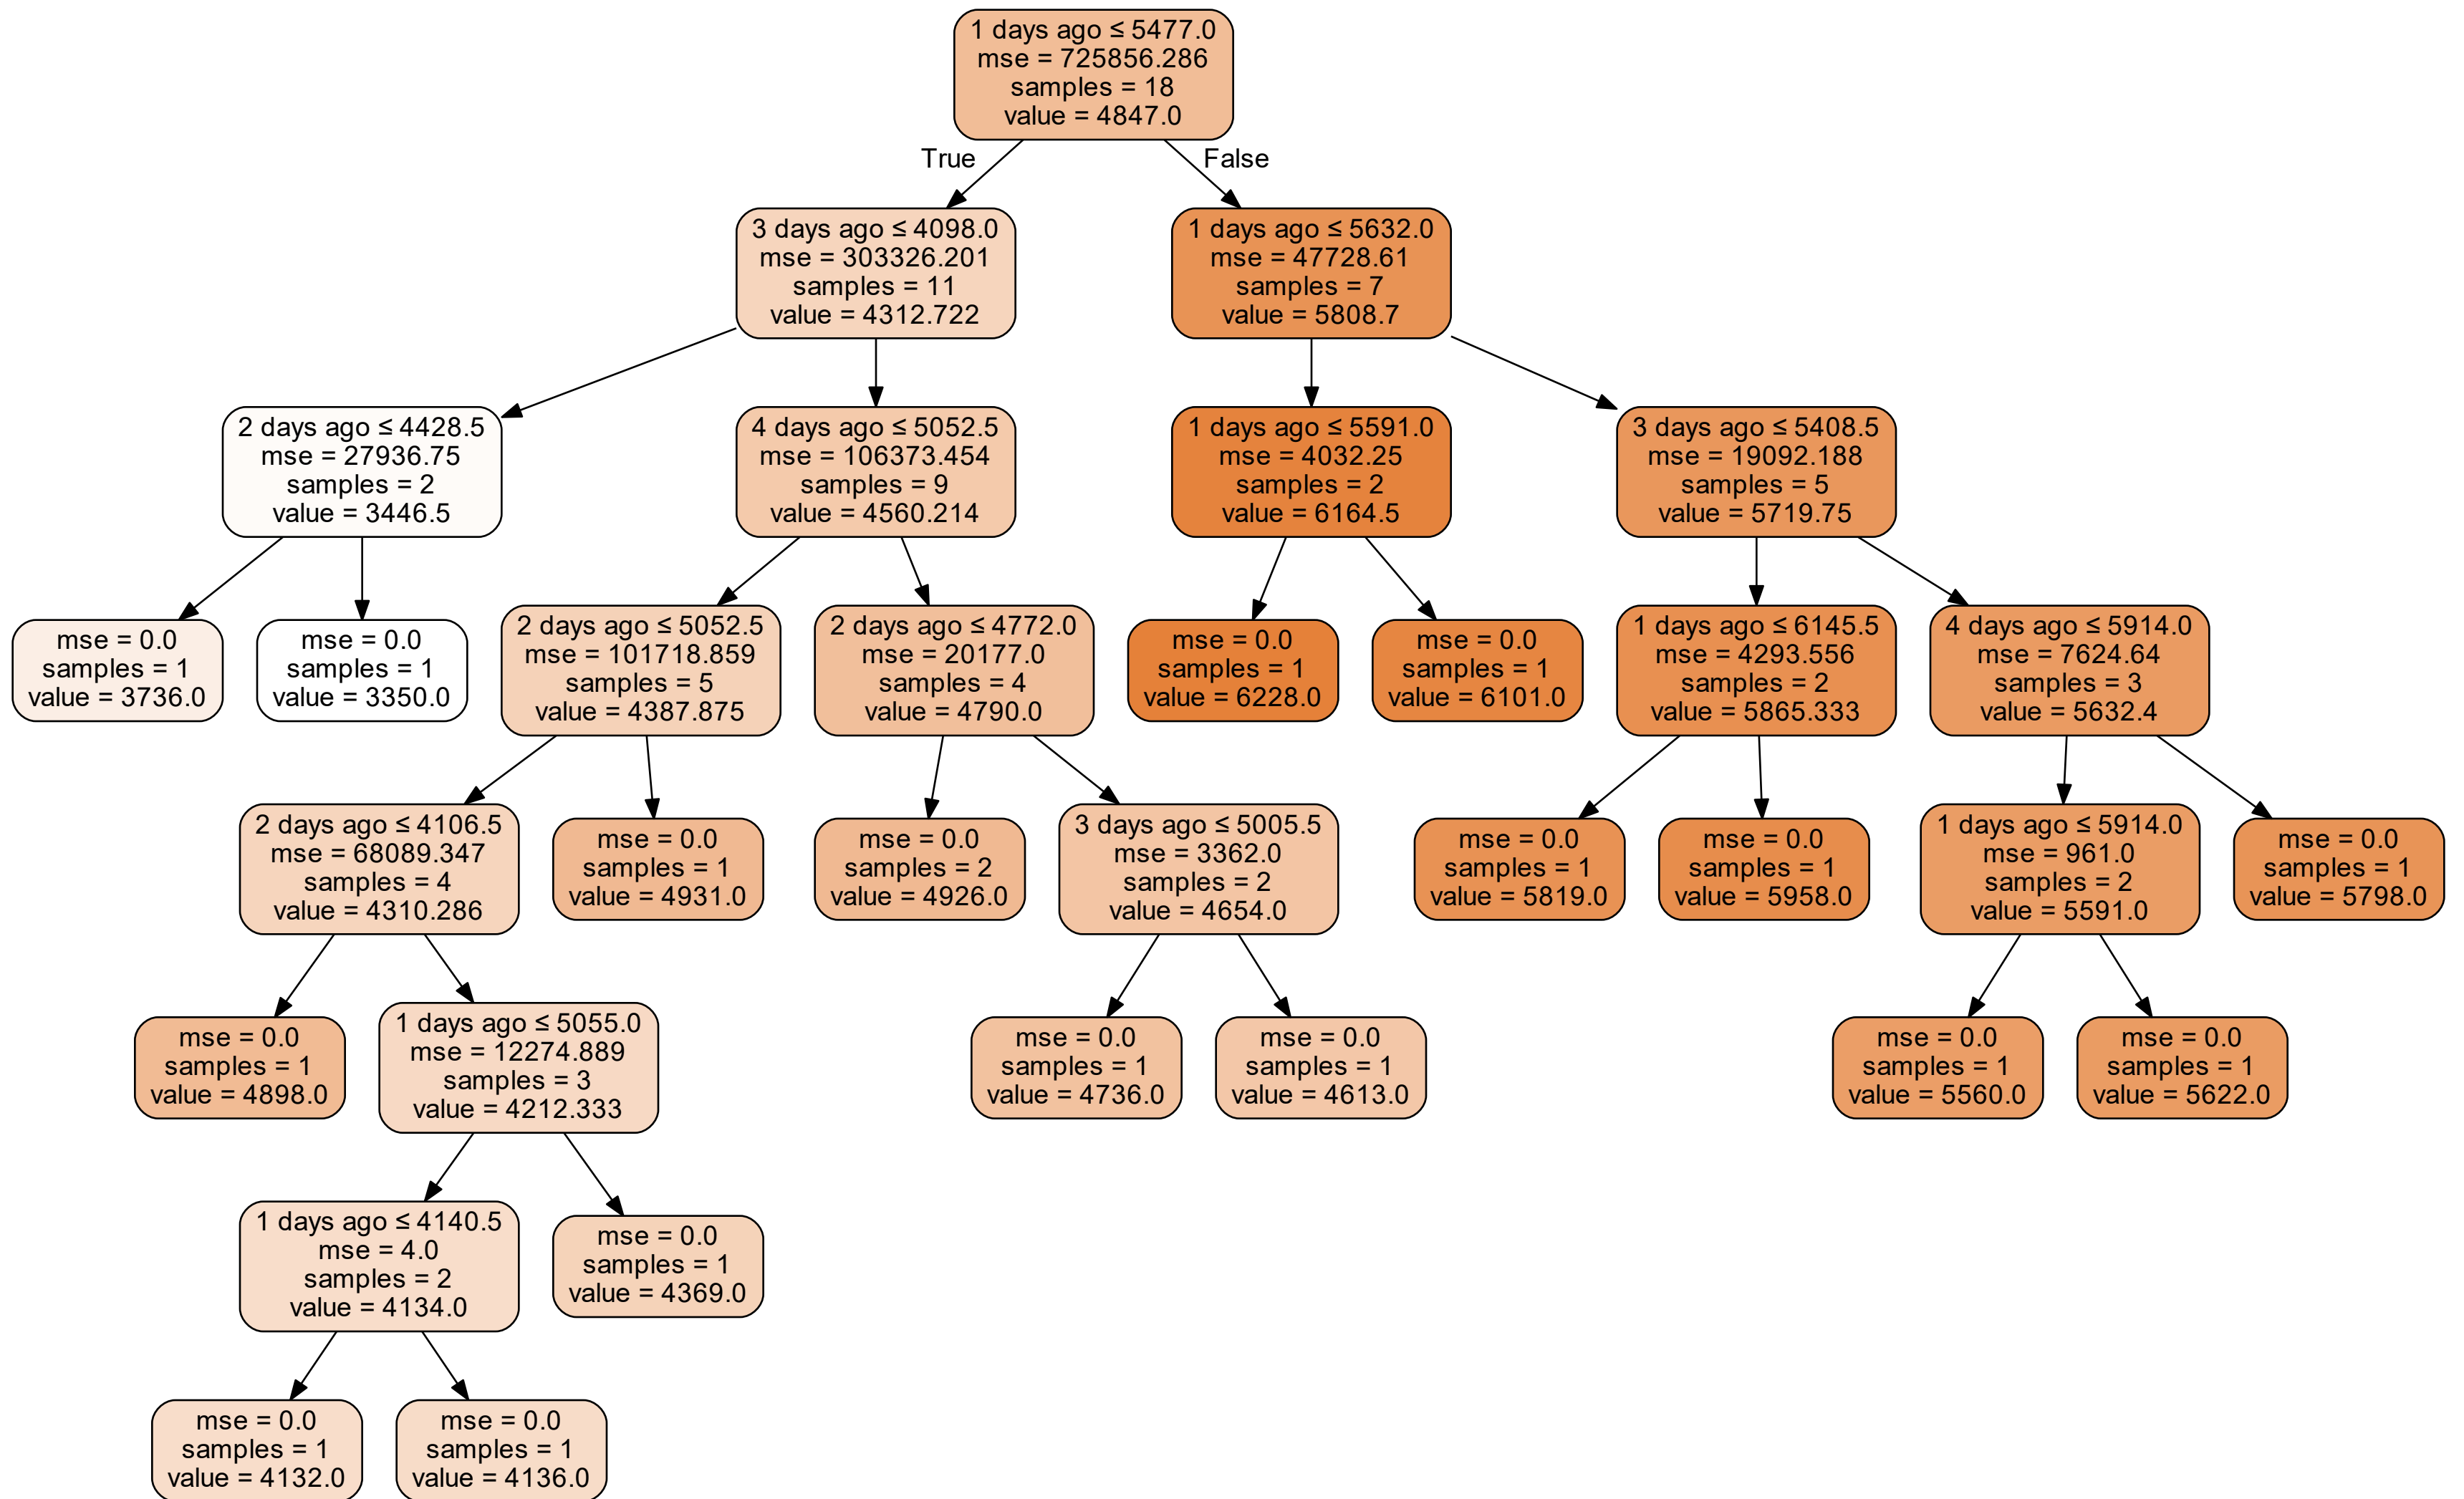 1 days ago ≤ 5477.0
mse = 725856.286
samples = 18
value = 4847.0
True
False
3 days ago ≤ 4098.0
mse = 303326.201
samples = 11
value = 4312.722
1 days ago ≤ 5632.0
mse = 47728.61
samples = 7
value = 5808.7
2 days ago ≤ 4428.5
mse = 27936.75
samples = 2
value = 3446.5
4 days ago ≤ 5052.5
mse = 106373.454
samples = 9
value = 4560.214
1 days ago ≤ 5591.0
mse = 4032.25
samples = 2
value = 6164.5
3 days ago ≤ 5408.5
mse = 19092.188
samples = 5
value = 5719.75
mse = 0.0
samples = 1
value = 3736.0
mse = 0.0
samples = 1
value = 3350.0
2 days ago ≤ 5052.5
mse = 101718.859
samples = 5
value = 4387.875
2 days ago ≤ 4772.0
mse = 20177.0
samples = 4
value = 4790.0
mse = 0.0
samples = 1
value = 6228.0
mse = 0.0
samples = 1
value = 6101.0
1 days ago ≤ 6145.5
mse = 4293.556
samples = 2
value = 5865.333
4 days ago ≤ 5914.0
mse = 7624.64
samples = 3
value = 5632.4
2 days ago ≤ 4106.5
mse = 68089.347
samples = 4
value = 4310.286
mse = 0.0
samples = 1
value = 4931.0
mse = 0.0
samples = 2
value = 4926.0
3 days ago ≤ 5005.5
mse = 3362.0
samples = 2
value = 4654.0
mse = 0.0
samples = 1
value = 5819.0
mse = 0.0
samples = 1
value = 5958.0
1 days ago ≤ 5914.0
mse = 961.0
samples = 2
value = 5591.0
mse = 0.0
samples = 1
value = 5798.0
mse = 0.0
samples = 1
value = 4898.0
1 days ago ≤ 5055.0
mse = 12274.889
samples = 3
value = 4212.333
mse = 0.0
samples = 1
value = 4736.0
mse = 0.0
samples = 1
value = 4613.0
mse = 0.0
samples = 1
value = 5560.0
mse = 0.0
samples = 1
value = 5622.0
1 days ago ≤ 4140.5
mse = 4.0
samples = 2
value = 4134.0
mse = 0.0
samples = 1
value = 4369.0
mse = 0.0
samples = 1
value = 4132.0
mse = 0.0
samples = 1
value = 4136.0